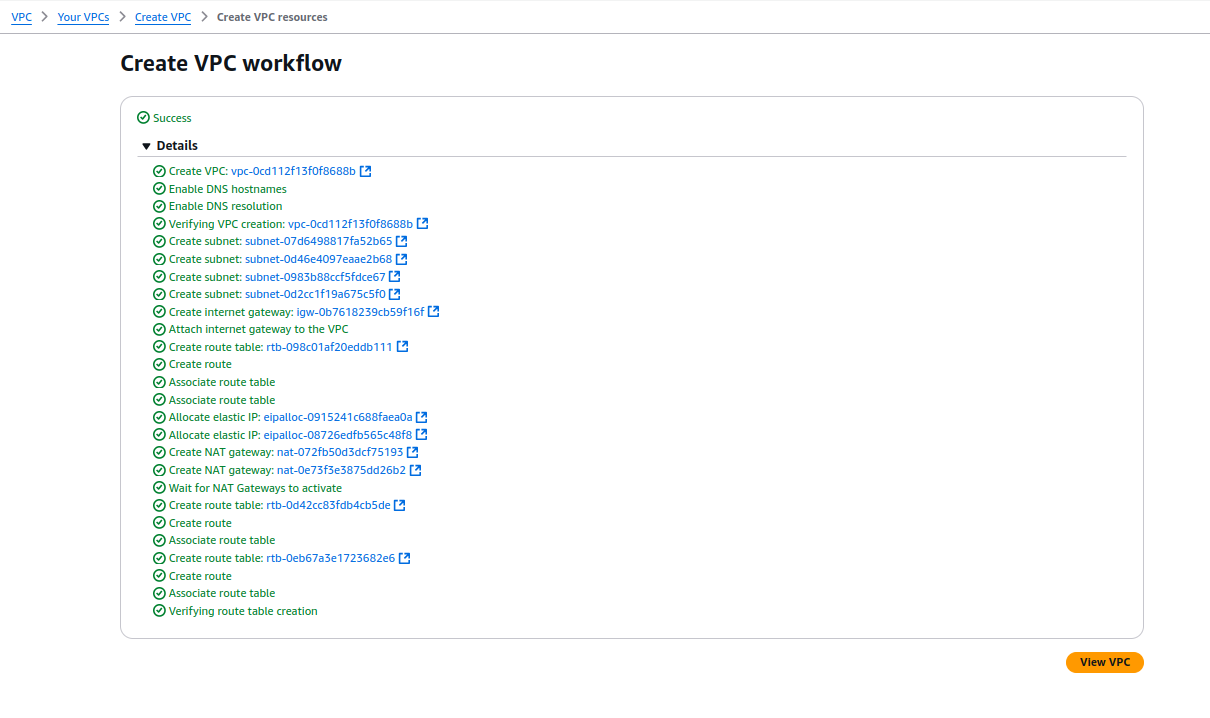 VPC > Your VPCs > Create VPC > Create VPC resources
Create VPC workflow
Success
Details
Create VPC: vpc-0cd112f13f0f8688b
Enable DNS hostnames
Enable DNS resolution
Verifying VPC creation: vpc-0cd112f13f0f8688b
Create subnet: subnet-07d6498817fa52b65
Create subnet: subnet-0d46e4097eaae2b68
Create subnet: subnet-0983b88ccf5fdce67
Create subnet: subnet-0d2cc1f19a675c5f0
Create internet gateway: igw-0b7618239cb59f16f
Attach internet gateway to the VPC
Create route table: rtb-098c01af20eddb111
Create route
Associate route table
Associate route table
Allocate elastic IP: eipalloc-0915241c688faea0a
Allocate elastic IP: eipalloc-08726edfb565c48f8
Create NAT gateway: nat-072fb50d3dcf75193
Create NAT gateway: nat-0e73f3e3875dd26b2
Wait for NAT Gateways to activate
Create route table: rtb-0d42cc83fdb4cb5de
Create route
Associate route table
Create route table: rtb-0eb67a3e1723682e6
Create route
Associate route table
Verifying route table creation
View VPC